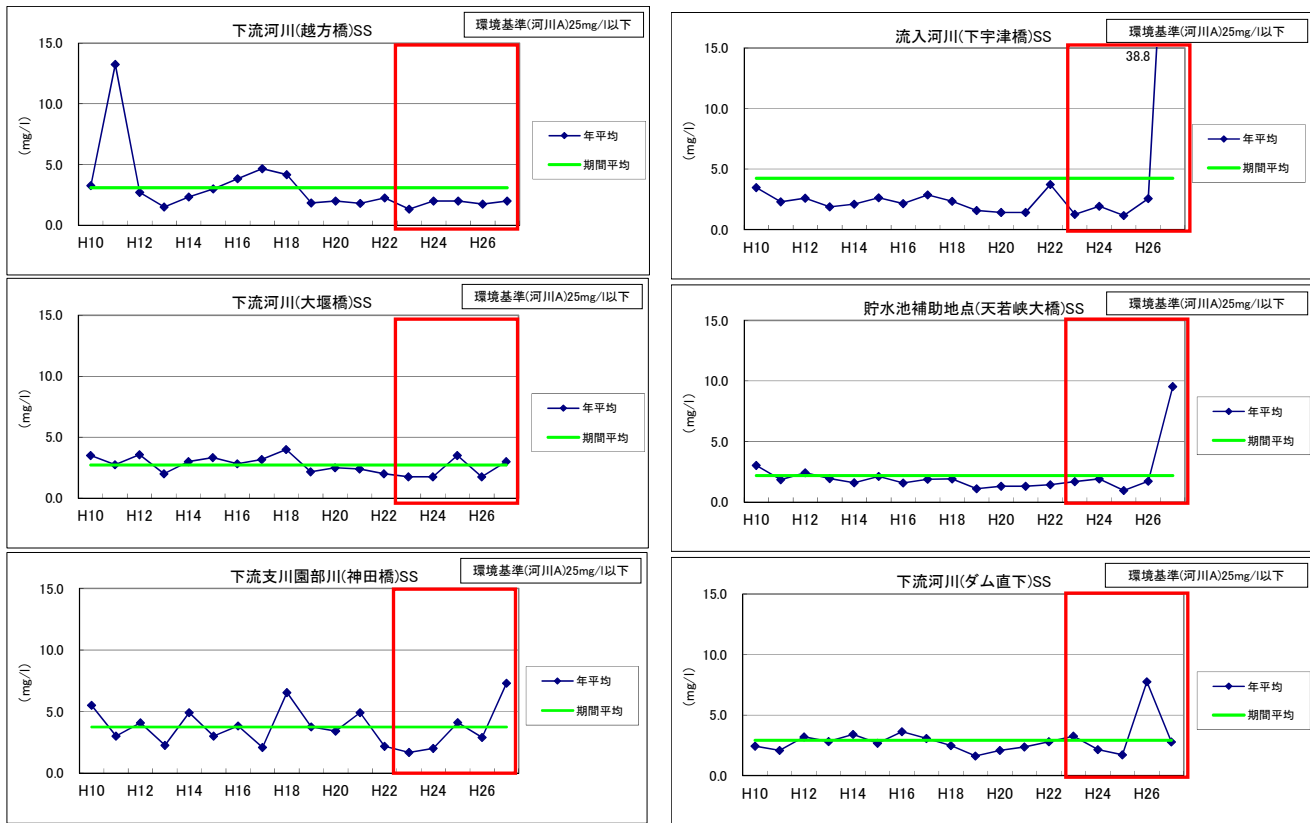 下流河川(越方橋)SS
環境基準(河川A)25mg/l以下
(mg/l)
15.0
10.0
5.0
0.0
H10 H12 H14 H16 H18 H20 H22 H24 H26
年平均
期間平均
流入河川(下宇津橋)SS
環境基準(河川A)25mg/l以下
38.8
(mg/l)
15.0
10.0
5.0
0.0
H10 H12 H14 H16 H18 H20 H22 H24 H26
年平均
期間平均
下流河川(大堰橋)SS
環境基準(河川A)25mg/l以下
(mg/l)
15.0
10.0
5.0
0.0
H10 H12 H14 H16 H18 H20 H22 H24 H26
年平均
期間平均
貯水池補助地点(天若峡大橋)SS
環境基準(河川A)25mg/l以下
(mg/l)
15.0
10.0
5.0
0.0
H10 H12 H14 H16 H18 H20 H22 H24 H26
年平均
期間平均
下流支川園部川(神田橋)SS
環境基準(河川A)25mg/l以下
(mg/l)
15.0
10.0
5.0
0.0
H10 H12 H14 H16 H18 H20 H22 H24 H26
年平均
期間平均
下流河川(ダム直下)SS
環境基準(河川A)25mg/l以下
(mg/l)
15.0
10.0
5.0
0.0
H10 H12 H14 H16 H18 H20 H22 H24 H26
年平均
期間平均